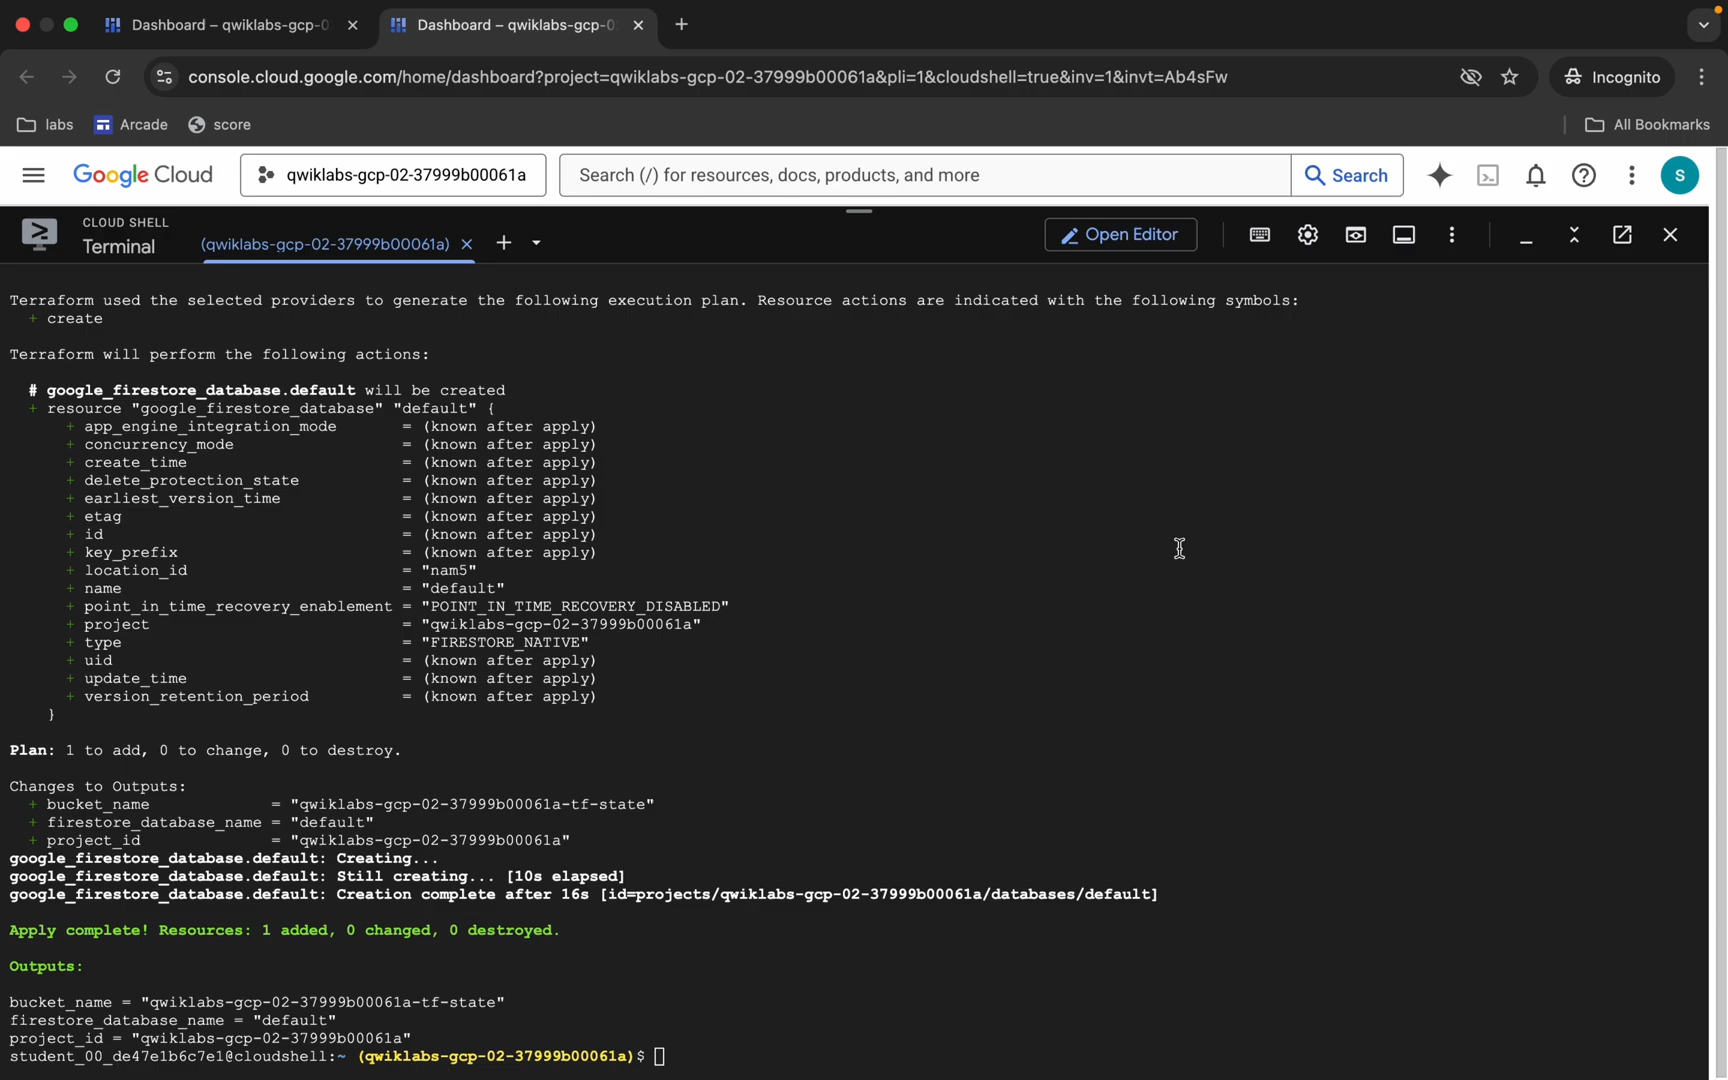 Dashboard – qwiklabs-gcp-0
Dashboard – qwiklabs-gcp-0
console.cloud.google.com/home/dashboard?project=qwiklabs-gcp-02-37999b00061a&pli=1&cloudshell=true&inv=1&invt=Ab4sFw
Incognito
labs
Arcade
score
All Bookmarks
Google Cloud
qwiklabs-gcp-02-37999b00061a
Search (/) for resources, docs, products, and more
Search
S
CLOUD SHELL
Terminal
(qwiklabs-gcp-02-37999b00061a)
Open Editor
Terraform used the selected providers to generate the following execution plan. Resource actions are indicated with the following symbols:
+ create
Terraform will perform the following actions:
# google_firestore_database.default will be created
+ resource "google_firestore_database" "default" {
+ app_engine_integration_mode = (known after apply)
+ concurrency_mode = (known after apply)
+ create_time = (known after apply)
+ delete_protection_state = (known after apply)
+ earliest_version_time = (known after apply)
+ etag = (known after apply)
+ id = (known after apply)
+ key_prefix = (known after apply)
+ location_id = "nam5"
+ name = "default"
+ point_in_time_recovery_enablement = "POINT_IN_TIME_RECOVERY_DISABLED"
+ project = "qwiklabs-gcp-02-37999b00061a"
+ type = "FIRESTORE_NATIVE"
+ uid = (known after apply)
+ update_time = (known after apply)
+ version_retention_period = (known after apply)
}
Plan: 1 to add, 0 to change, 0 to destroy.
Changes to Outputs:
+ bucket_name = "qwiklabs-gcp-02-37999b00061a-tf-state"
+ firestore_database_name = "default"
+ project_id = "qwiklabs-gcp-02-37999b00061a"
google_firestore_database.default: Creating...
google_firestore_database.default: Still creating... [10s elapsed]
google_firestore_database.default: Creation complete after 16s [id=projects/qwiklabs-gcp-02-37999b00061a/databases/default]
Apply complete! Resources: 1 added, 0 changed, 0 destroyed.
Outputs:
bucket_name = "qwiklabs-gcp-02-37999b00061a-tf-state"
firestore_database_name = "default"
project_id = "qwiklabs-gcp-02-37999b00061a"
student_00_de47e1b6c7e1@cloudshell:~ (qwiklabs-gcp-02-37999b00061a)$